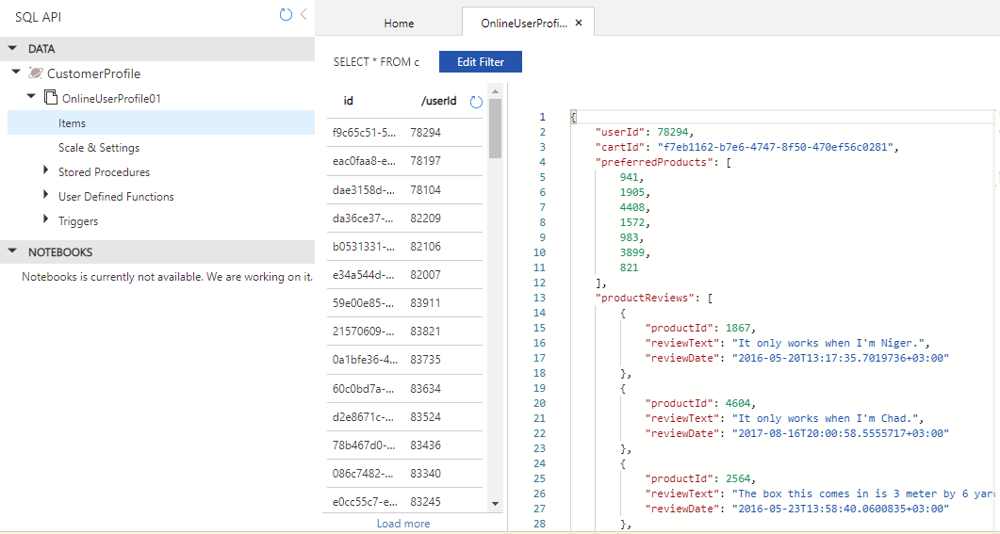 SQL API
DATA
CustomerProfile
OnlineUserProfile01
Items
Scale & Settings
Stored Procedures
User Defined Functions
Triggers
NOTEBOOKS
Notebooks is currently not available. We are working on it.
Home
OnlineUserProfi...
SELECT * FROM c
Edit Filter
id /userId
f9c65c51-5... 78294
eac0faa8-e... 78197
dae3158d-... 78104
da36ce37-... 82209
b0531331-... 82106
e34a544d-... 82007
59e00e85-... 83911
21570609-... 83821
0a1bfe36-4... 83735
60c0bd7a-... 83634
d2e8671c-... 83524
78b467d0-... 83436
086c7482-... 83340
e0cc55c7-e... 83245
Load more
1 {
2 "userId": 78294,
3 "cartId": "f7eb1162-b7e6-4747-8f50-470ef56c0281",
4 "preferredProducts": [
5 941,
6 1905,
7 4408,
8 1572,
9 983,
10 3899,
11 821
12 ],
13 "productReviews": [
14 {
15 "productId": 1867,
16 "reviewText": "It only works when I'm Niger.",
17 "reviewDate": "2016-05-20T13:17:35.7019736+03:00"
18 },
19 {
20 "productId": 4604,
21 "reviewText": "It only works when I'm Chad.",
22 "reviewDate": "2017-08-16T20:00:58.5555717+03:00"
23 },
24 {
25 "productId": 2564,
26 "reviewText": "The box this comes in is 3 meter by 6 yar
27 "reviewDate": "2016-05-23T13:58:40.0600835+03:00"
28 },